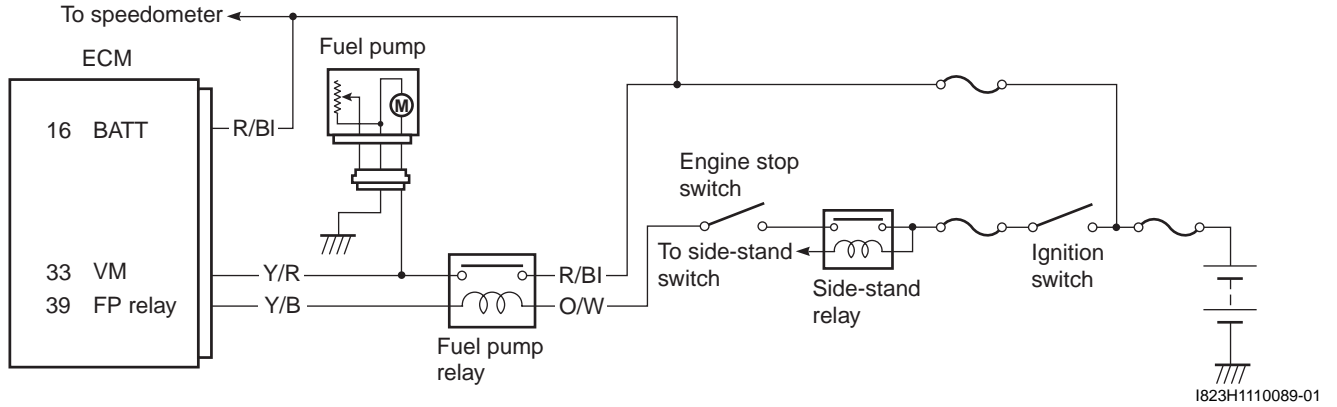 To speedometer
ECM
Fuel pump
M
16 BATT
R/Bl
Engine stop
switch
To side-stand
switch
Ignition
switch
Side-stand
relay
33 VM
Y/R
R/Bl
39 FP relay
Y/B
O/W
Fuel pump
relay
I823H1110089-01